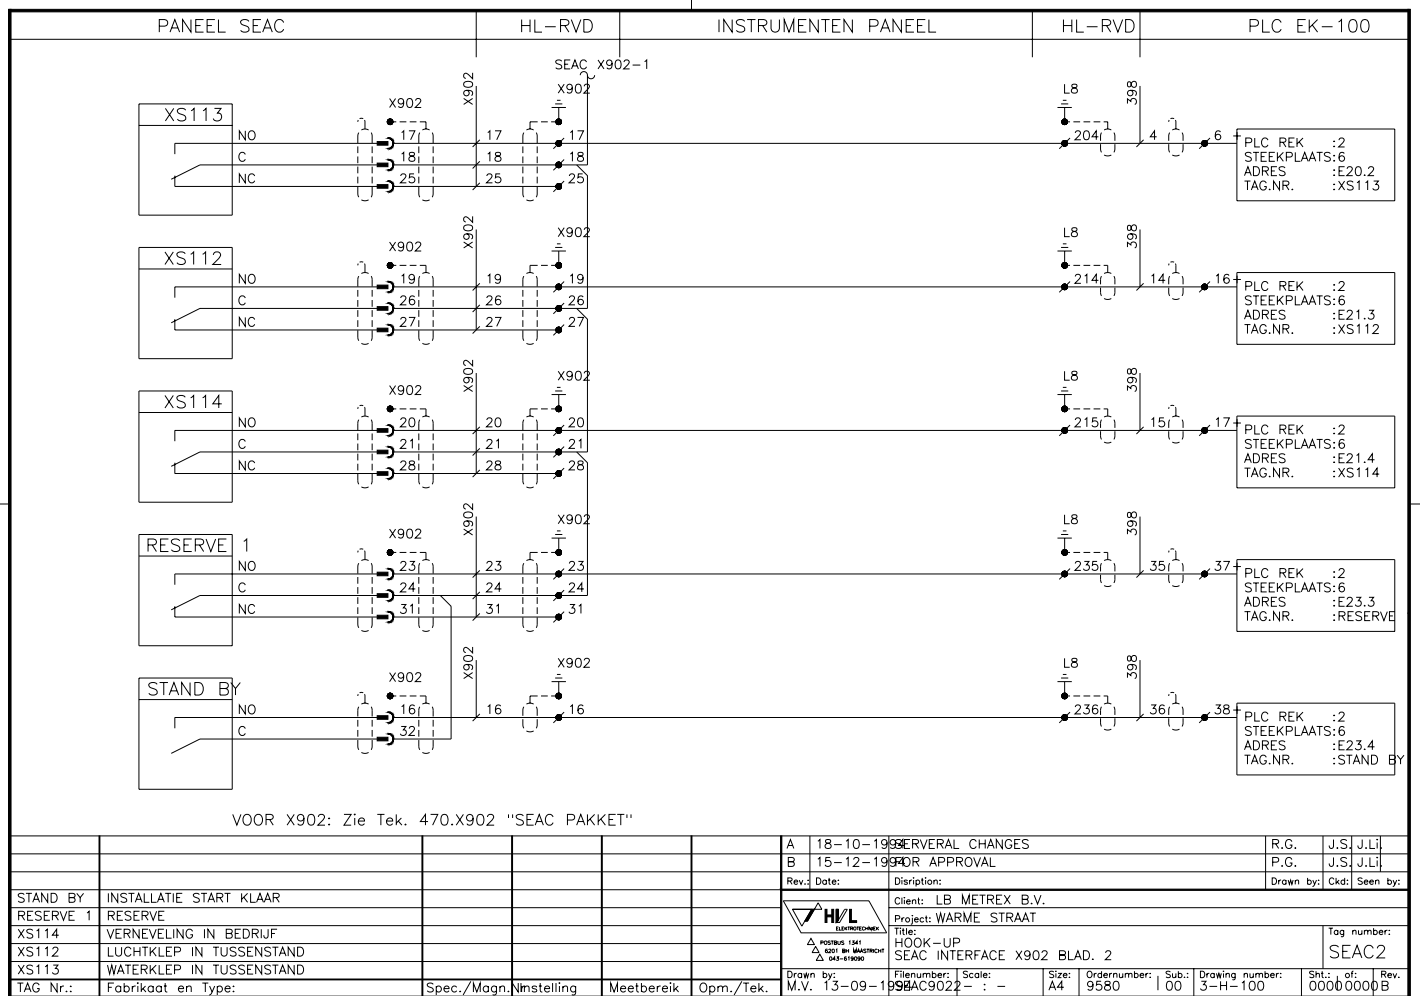 PANEEL SEAC HL-RVD INSTRUMENTEN PANEEL HL-RVD PLC EK-100
SEAC X902-1
XS113 X902 X902 X902 L8 398
NO 17 17 17 204 4 6 +
C 18 18 18
NC 25 25 25
PLC REK :2
STEEKPLAATS:6
ADRES :E20.2
TAG.NR. :XS113
XS112 X902 X902 X902 L8 398
NO 19 19 19 214 14 16 +
C 26 26 26
NC 27 27 27
PLC REK :2
STEEKPLAATS:6
ADRES :E21.3
TAG.NR. :XS112
XS114 X902 X902 X902 L8 398
NO 20 20 20 215 15 17 +
C 21 21 21
NC 28 28 28
PLC REK :2
STEEKPLAATS:6
ADRES :E21.4
TAG.NR. :XS114
RESERVE 1 X902 X902 X902 L8 398
NO 23 23 23 235 35 37 +
C 24 24 24
NC 31 31 31
PLC REK :2
STEEKPLAATS:6
ADRES :E23.3
TAG.NR. :RESERVE
STAND BY X902 X902 X902 L8 398
NO 16 16 16 236 36 38 +
C 32
PLC REK :2
STEEKPLAATS:6
ADRES :E23.4
TAG.NR. :STAND BY
VOOR X902: Zie Tek. 470.X902 "SEAC PAKKET"
A 18-10-1994 SERVERAL CHANGES R.G. J.S. J.Li.
B 15-12-1994 FOR APPROVAL P.G. J.S. J.Li.
Rev.: Date: Disription: Drawn by: Ckd: Seen by:
STAND BY INSTALLATIE START KLAAR
RESERVE 1 RESERVE
XS114 VERNEVELING IN BEDRIJF
XS112 LUCHTKLEP IN TUSSENSTAND
XS113 WATERKLEP IN TUSSENSTAND
TAG Nr.: Fabrikaat en Type: Spec./Magn.Nr. Instelling Meetbereik Opm./Tek.
HVL
ELEKTROTECHNIEK
POSTBUS 1341
6201 BH MAASTRICHT
043-619090
Client: LB METREX B.V.
Project: WARME STRAAT
Title:
HOOK-UP
SEAC INTERFACE X902 BLAD. 2
Tag number:
SEAC2
Drawn by: Filenumber: Scale: Size: Ordernumber: Sub.: Drawing number: Sht.: of: Rev.
M.V. 13-09-1994 SEAC9022 - : - A4 9580 00 3-H-100 B